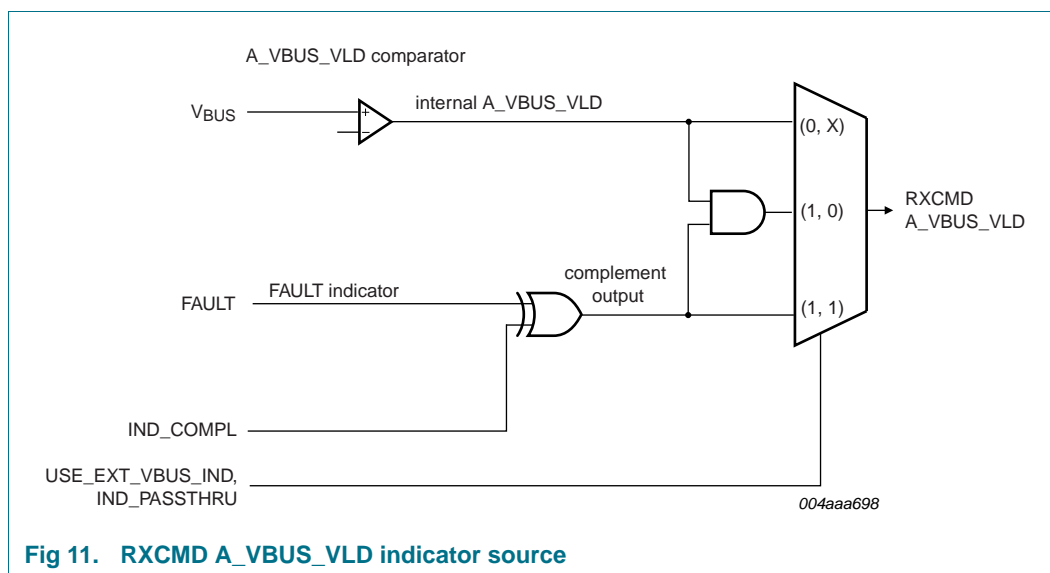 A_VBUS_VLD comparator
VBUS
+
−
internal A_VBUS_VLD
(0, X)
(1, 0)
RXCMD
A_VBUS_VLD
complement
output
FAULT
FAULT indicator
(1, 1)
IND_COMPL
USE_EXT_VBUS_IND,
IND_PASSTHRU
004aaa698
Fig 11. RXCMD A_VBUS_VLD indicator source